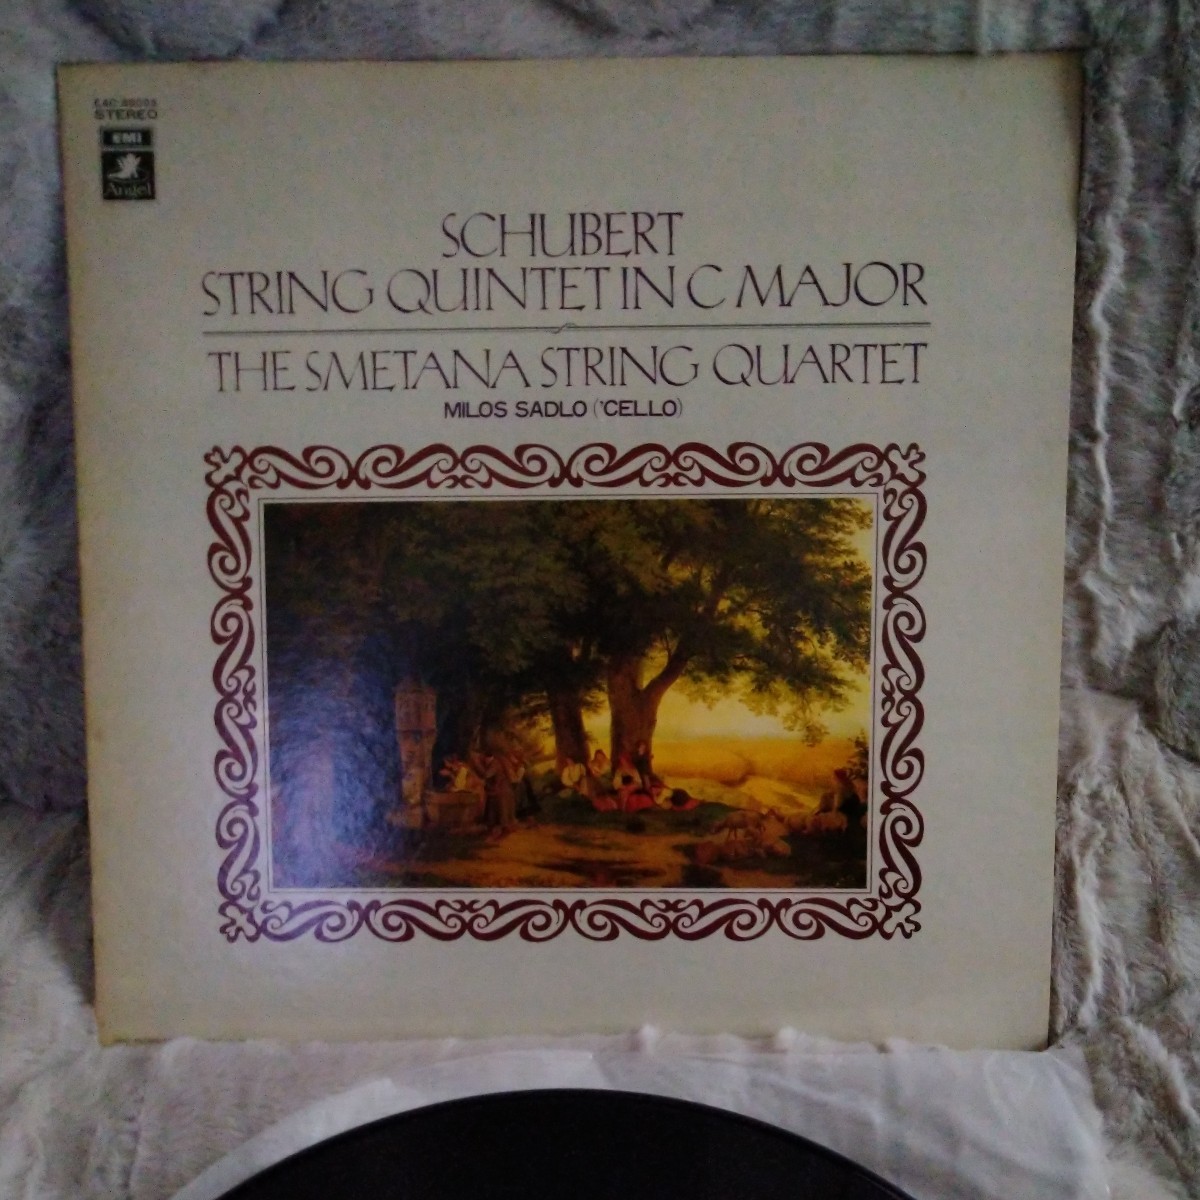 STEREO
EMI
Angel
SCHUBERT
STRING QUINTET IN C MAJOR
THE SMETANA STRING QUARTET
MILOS SADLO ('CELLO)